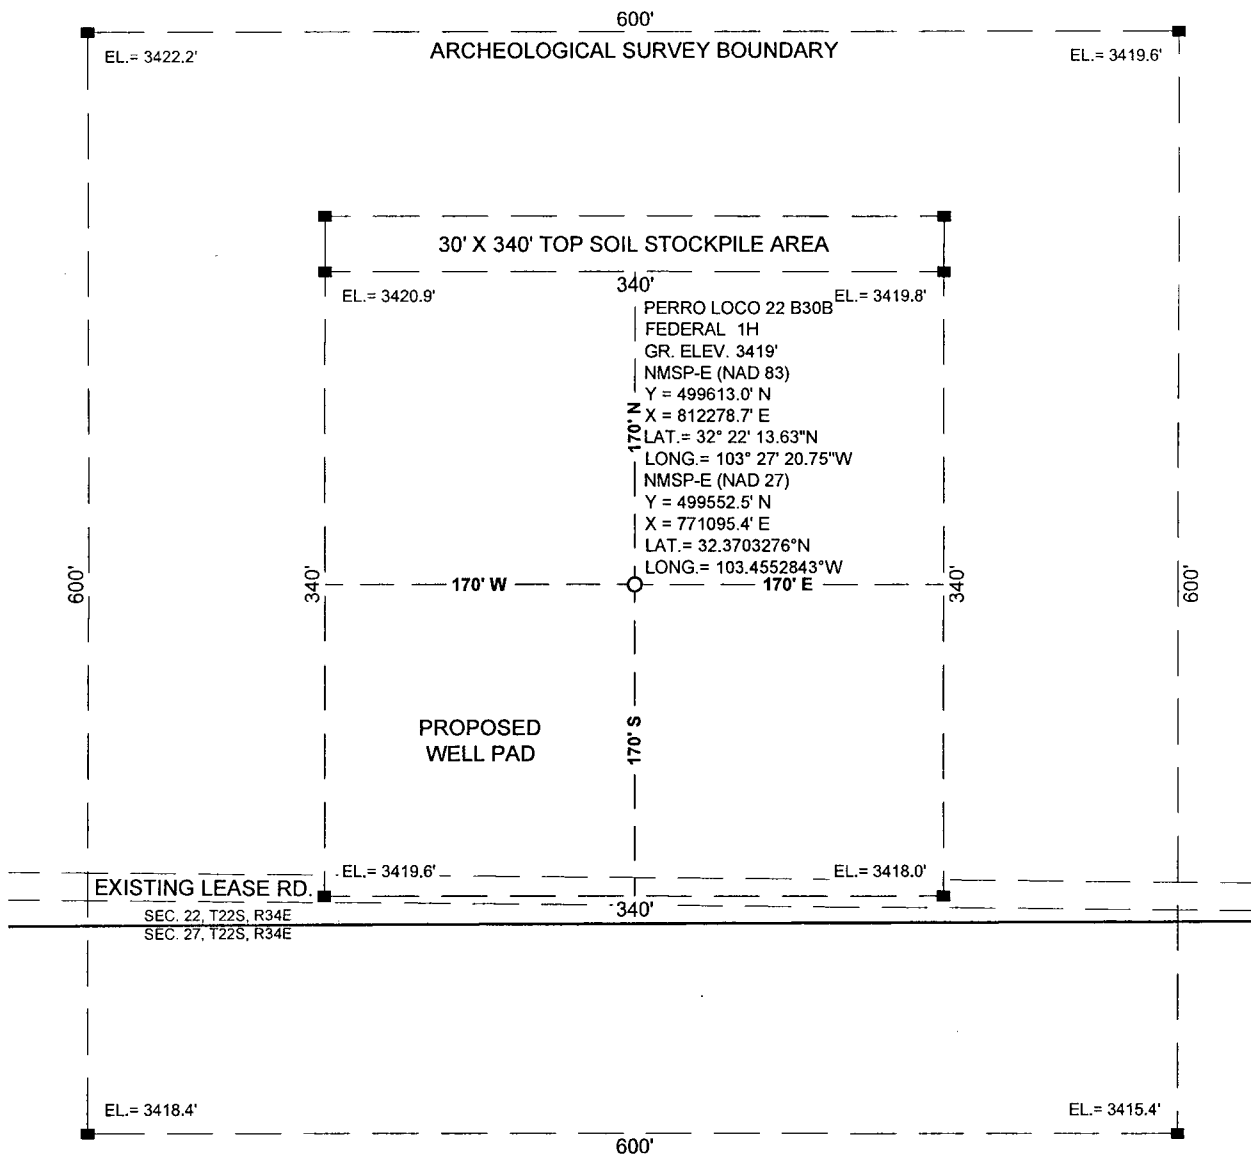 600'
ARCHEOLOGICAL SURVEY BOUNDARY
EL.= 3422.2'
EL.= 3419.6'
30' X 340' TOP SOIL STOCKPILE AREA
340'
EL.= 3420.9'
EL.= 3419.8'
PERRO LOCO 22 B30B
FEDERAL 1H
GR. ELEV. 3419'
NMSP-E (NAD 83)
Y = 499613.0' N
X = 812278.7' E
LAT.= 32° 22' 13.63"N
LONG.= 103° 27' 20.75"W
NMSP-E (NAD 27)
Y = 499552.5' N
X = 771095.4' E
LAT.= 32.3703276°N
LONG.= 103.4552843°W
170' N
600'
340'
170' W
170' E
340'
600'
170' S
PROPOSED
WELL PAD
EL.= 3419.6'
EL.= 3418.0'
EXISTING LEASE RD.
340'
SEC. 22, T22S, R34E
SEC. 27, T22S, R34E
EL.= 3418.4'
EL.= 3415.4'
600'